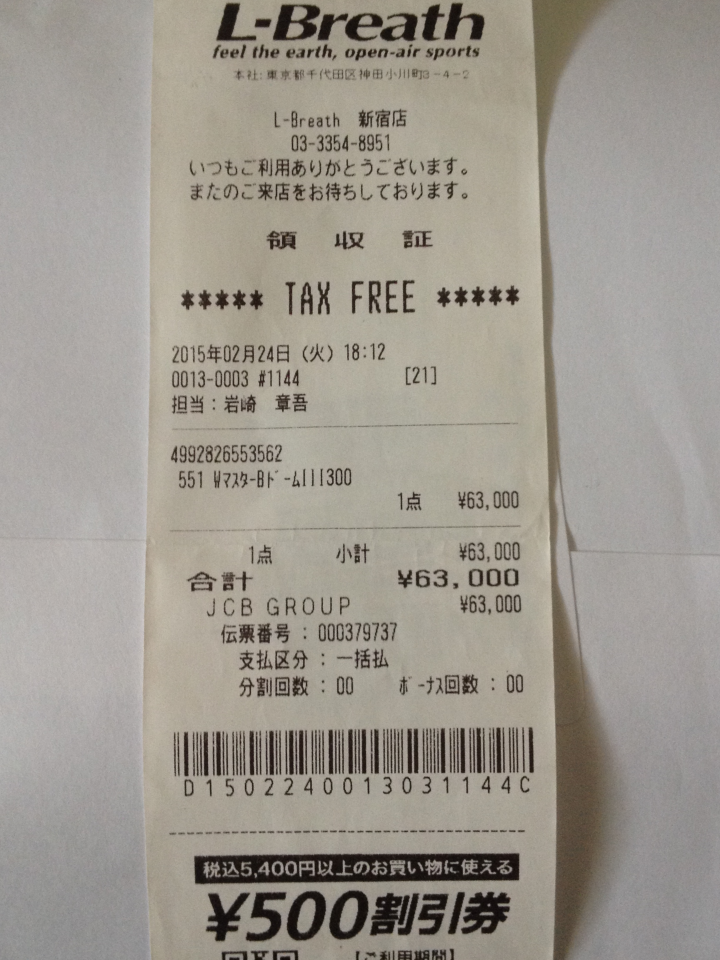 L-Breath
feel the earth, open-air sports
本社:東京都千代田区神田小川町3-4-2
L-Breath 新宿店
03-3354-8951
いつもご利用ありがとうございます。
またのご来店をお待ちしております。
領 収 証
***** TAX FREE *****
2015年02月24日(火)18:12
0013-0003 #1144 [21]
担当:岩崎 章吾
4992826553562
551 WマスターBドームIII300
1点 ¥63,000
1点 小計 ¥63,000
合計 ¥63,000
JCB GROUP ¥63,000
伝票番号:000379737
支払区分:一括払
分割回数:00 ボーナス回数:00
D15022400013031144C
税込5,400円以上のお買い物に使える
¥500割引券
【ご利用期間】